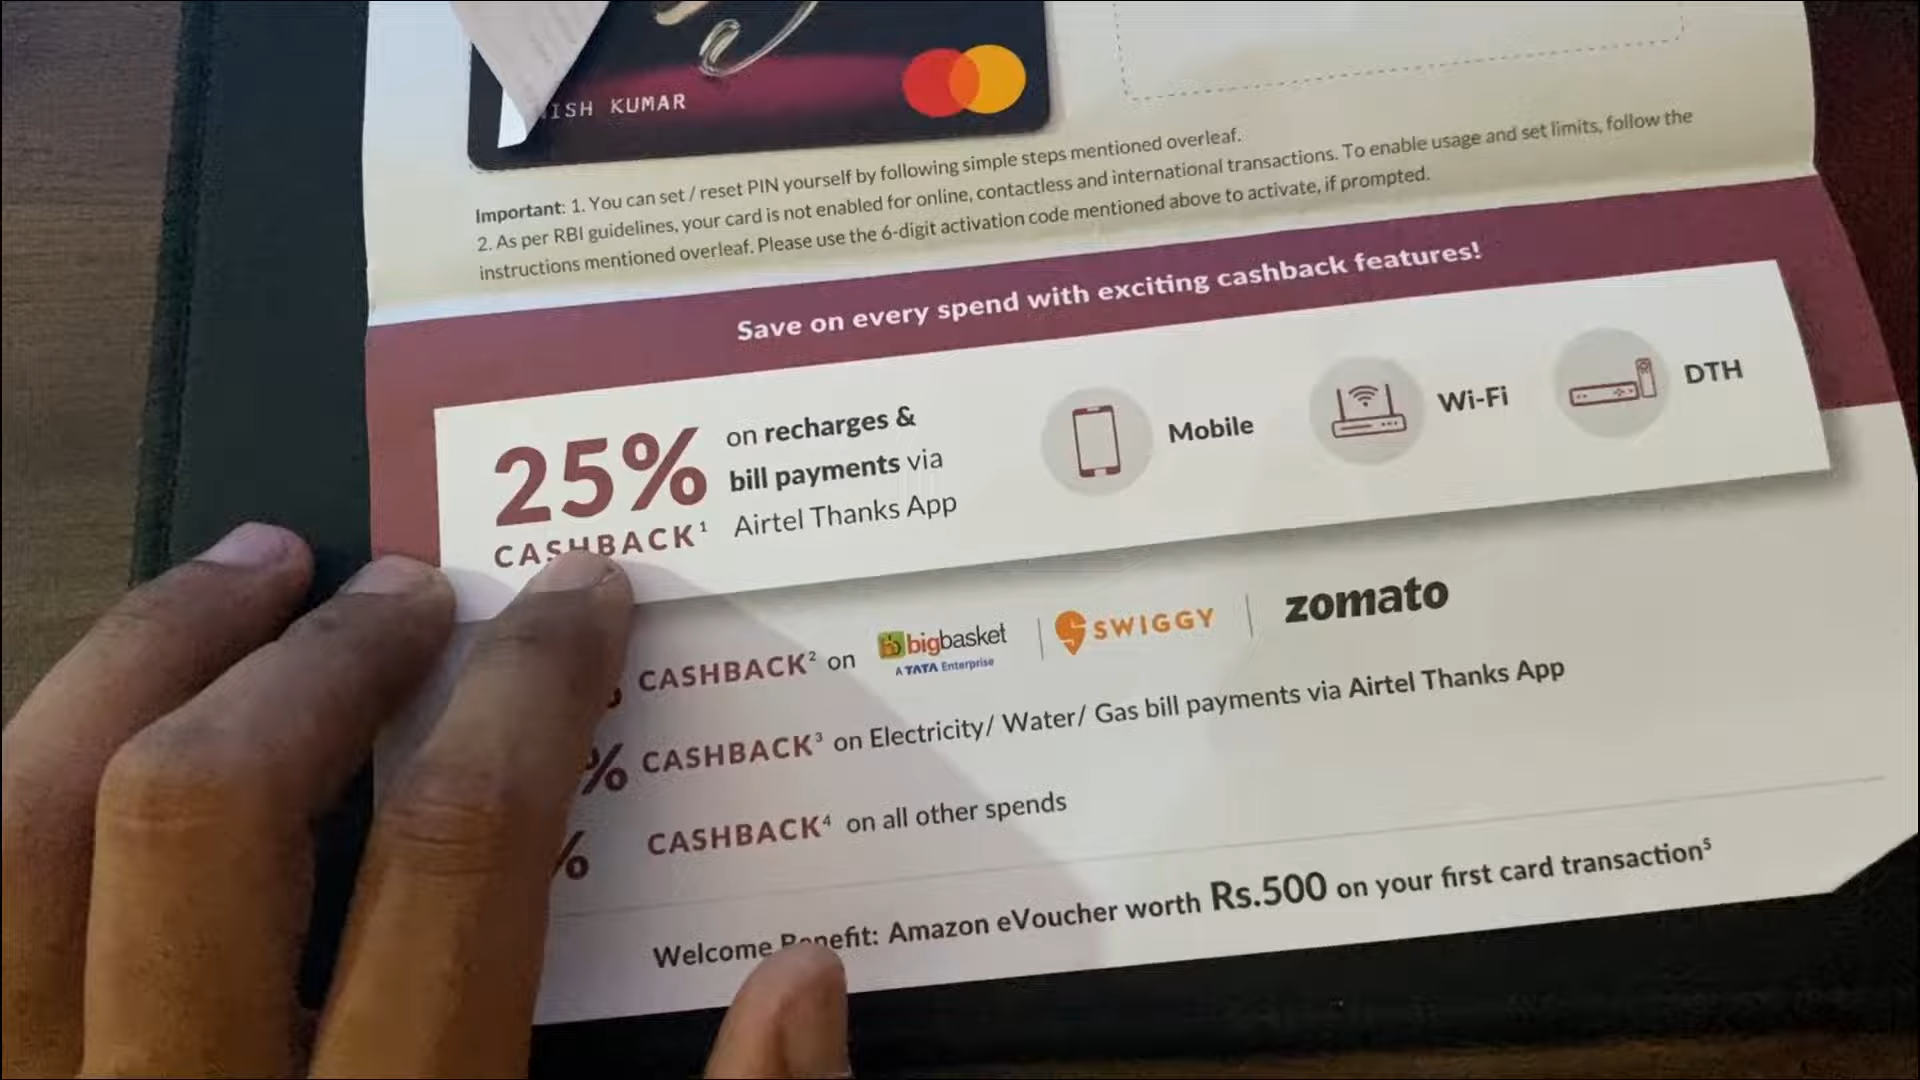 ISH KUMAR
Important: 1. You can set / reset PIN yourself by following simple steps mentioned overleaf.
2. As per RBI guidelines, your card is not enabled for online, contactless and international transactions. To enable usage and set limits, follow the
instructions mentioned overleaf. Please use the 6-digit activation code mentioned above to activate, if prompted.
Save on every spend with exciting cashback features!
25% CASHBACK¹
on recharges &
bill payments via
Airtel Thanks App
Mobile
Wi-Fi
DTH
CASHBACK² on bigbasket A TATA Enterprise | SWIGGY | zomato
% CASHBACK³ on Electricity/ Water/ Gas bill payments via Airtel Thanks App
% CASHBACK⁴ on all other spends
Welcome Benefit: Amazon eVoucher worth Rs.500 on your first card transaction⁵